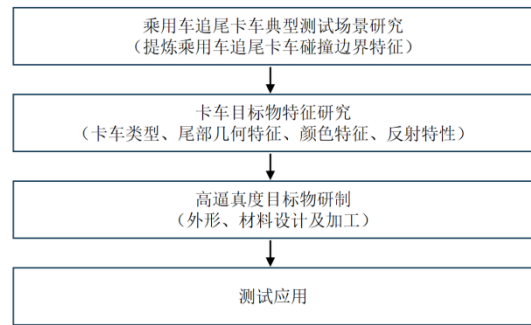 乘用车追尾卡车典型测试场景研究
（提炼乘用车追尾卡车碰撞边界特征）
卡车目标物特征研究
（卡车类型、尾部几何特征、颜色特征、反射特性）
高逼真度目标物研制
（外形、材料设计及加工）
测试应用